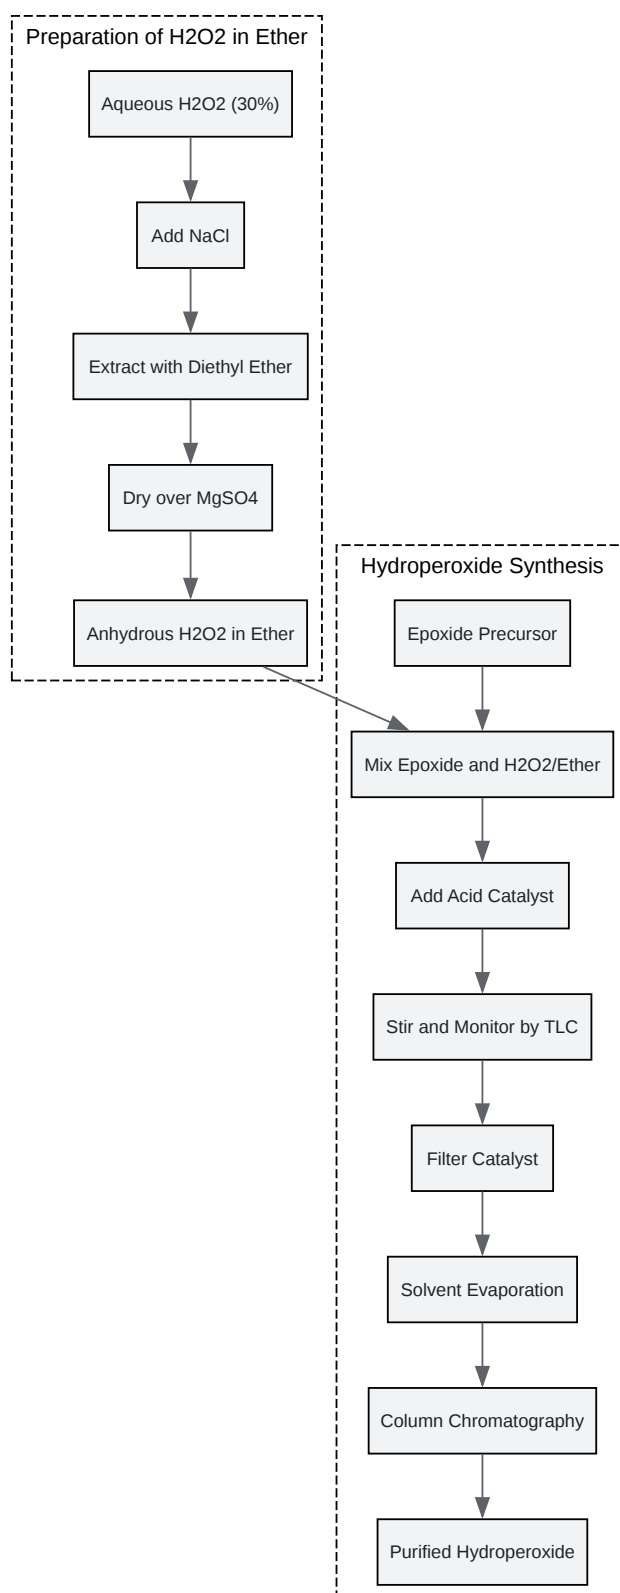 Preparation of H2O2 in Ether
Aqueous H2O2 (30%)
Add NaCl
Extract with Diethyl Ether
Dry over MgSO4
Anhydrous H2O2 in Ether
Hydroperoxide Synthesis
Epoxide Precursor
Mix Epoxide and H2O2/Ether
Add Acid Catalyst
Stir and Monitor by TLC
Filter Catalyst
Solvent Evaporation
Column Chromatography
Purified Hydroperoxide